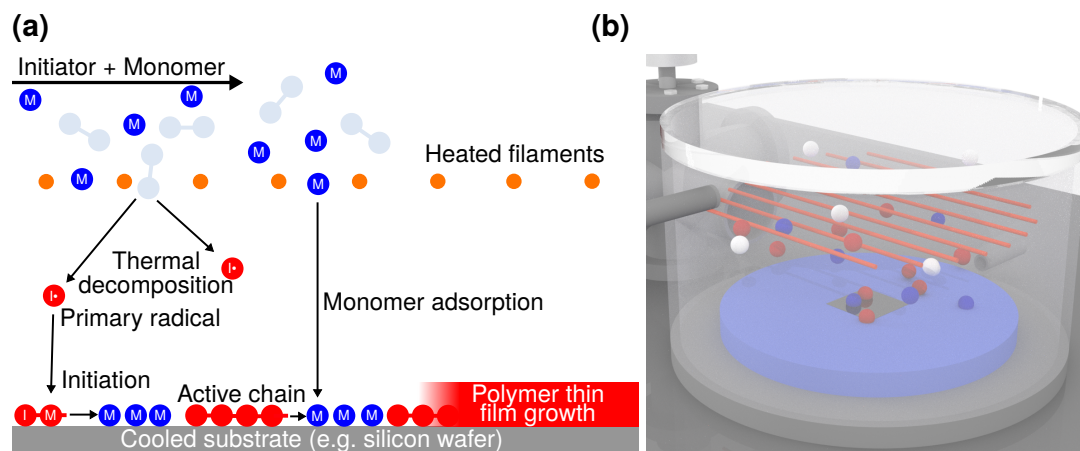 (a)
(b)
Initiator + Monomer
M
M
M
M
M
M
M
M
Heated filaments
Thermal
decomposition
I•
I•
Primary radical
Monomer adsorption
Initiation
Active chain
Polymer thin
film growth
I M M M M M M M
Cooled substrate (e.g. silicon wafer)